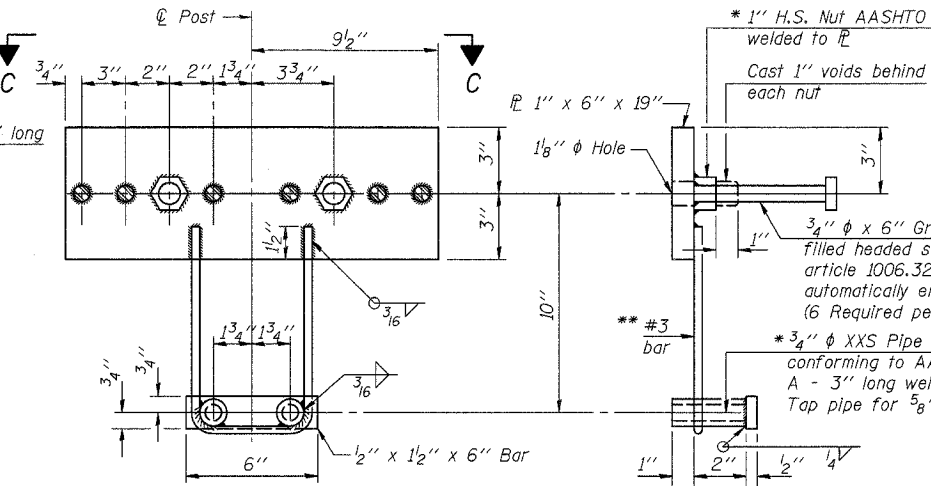 ℄ Post
9½"
C
C
¾"
3"
2"
2"
1¾"
3¾"
" long
3"
3"
1½"
3/16
10"
1¾"
1¾"
¾"
¾"
3/16
6"
½" x 1½" x 6" Bar
* 1" H.S. Nut AASHTO
welded to ℞
Cast 1" voids behind
each nut
℞ 1" x 6" x 19"
1⅛" ϕ Hole
3"
1"
¾" ϕ x 6" Gr
filled headed s
article 1006.32
automatically e
(6 Required pe
** #3
bar
* ¾" ϕ XXS Pipe
conforming to AA
A - 3" long wel
Tap pipe for ⅝"
1"
2"
½"
¼